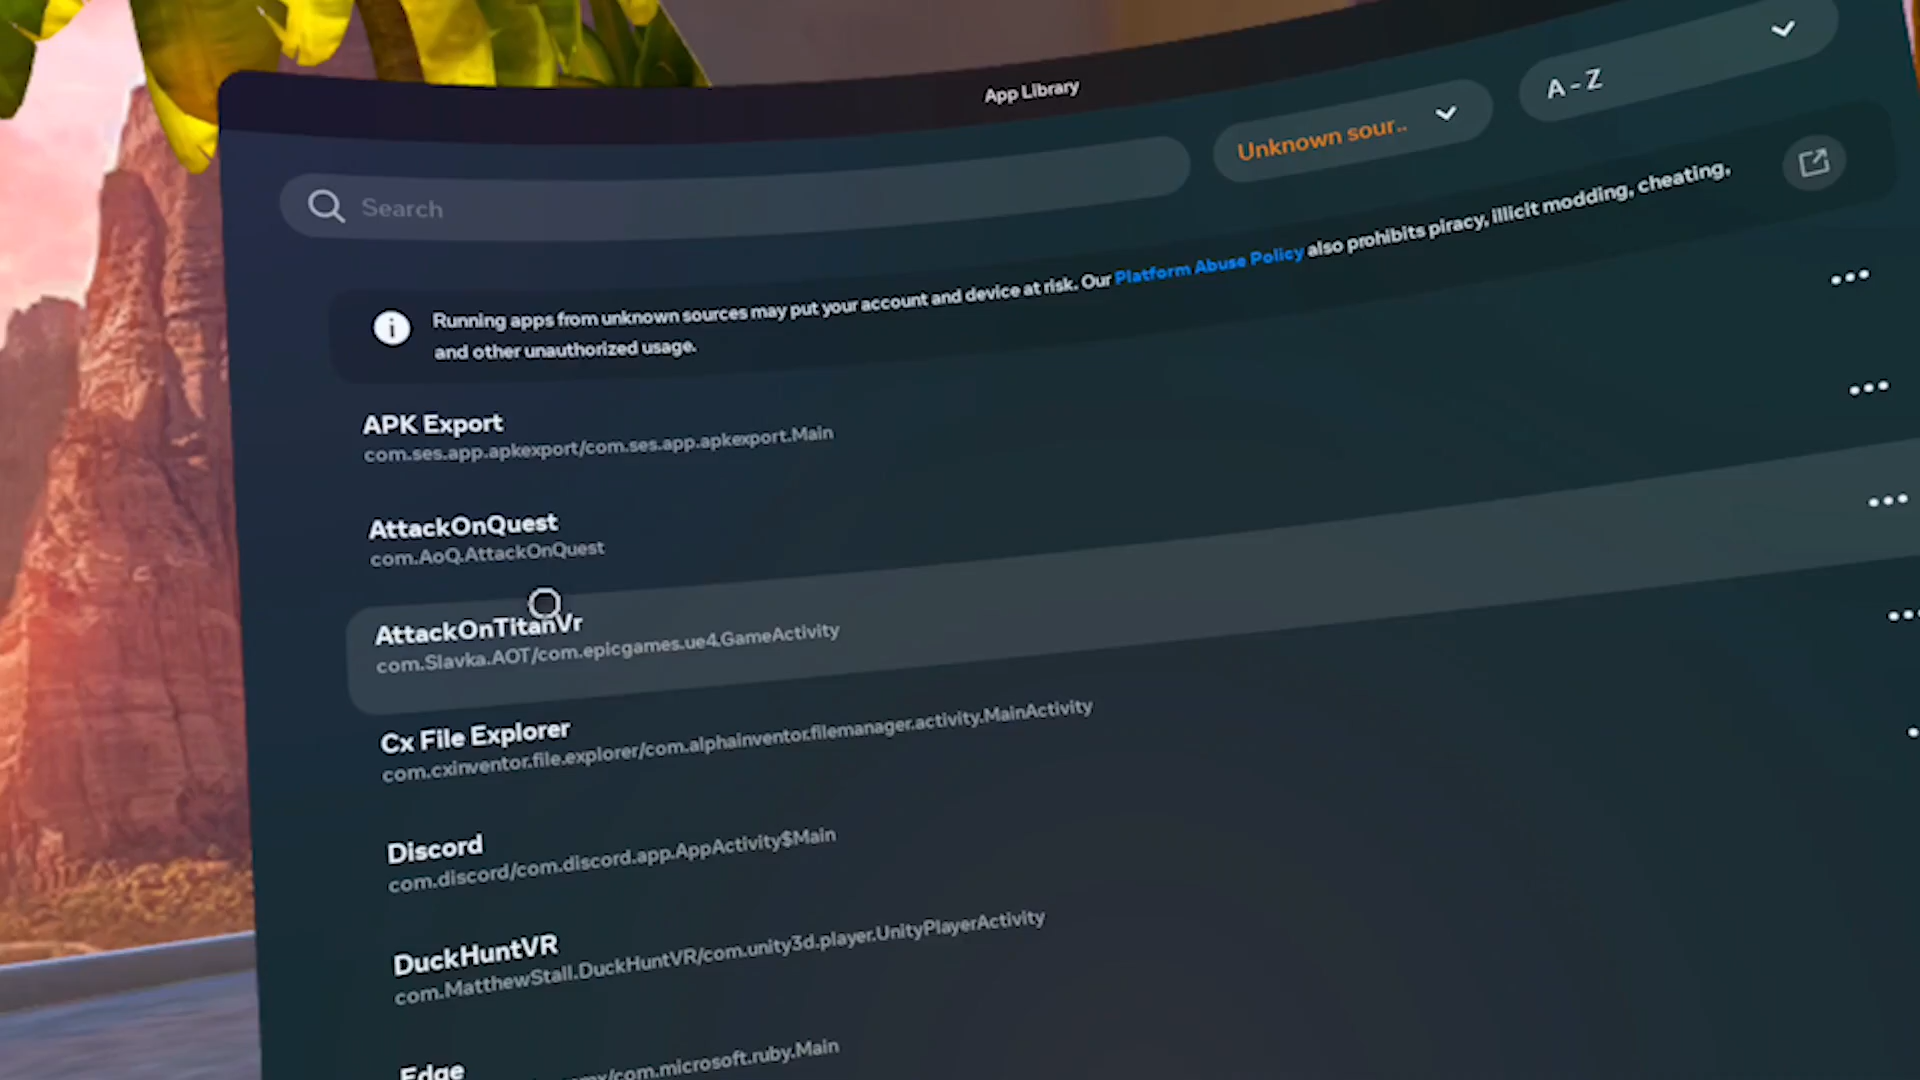 App Library
Search
Unknown sour..
A - Z
Running apps from unknown sources may put your account and device at risk. Our Platform Abuse Policy also prohibits piracy, illicit modding, cheating,
and other unauthorized usage.
APK Export
com.ses.app.apkexport/com.ses.app.apkexport.Main
AttackOnQuest
com.AoQ.AttackOnQuest
AttackOnTitanVr
com.Slavka.AOT/com.epicgames.ue4.GameActivity
Cx File Explorer
com.cxinventor.file.explorer/com.alphainventor.filemanager.activity.MainActivity
Discord
com.discord/com.discord.app.AppActivity$Main
DuckHuntVR
com.MatthewStall.DuckHuntVR/com.unity3d.player.UnityPlayerActivity
Edge
/com.microsoft.ruby.Main